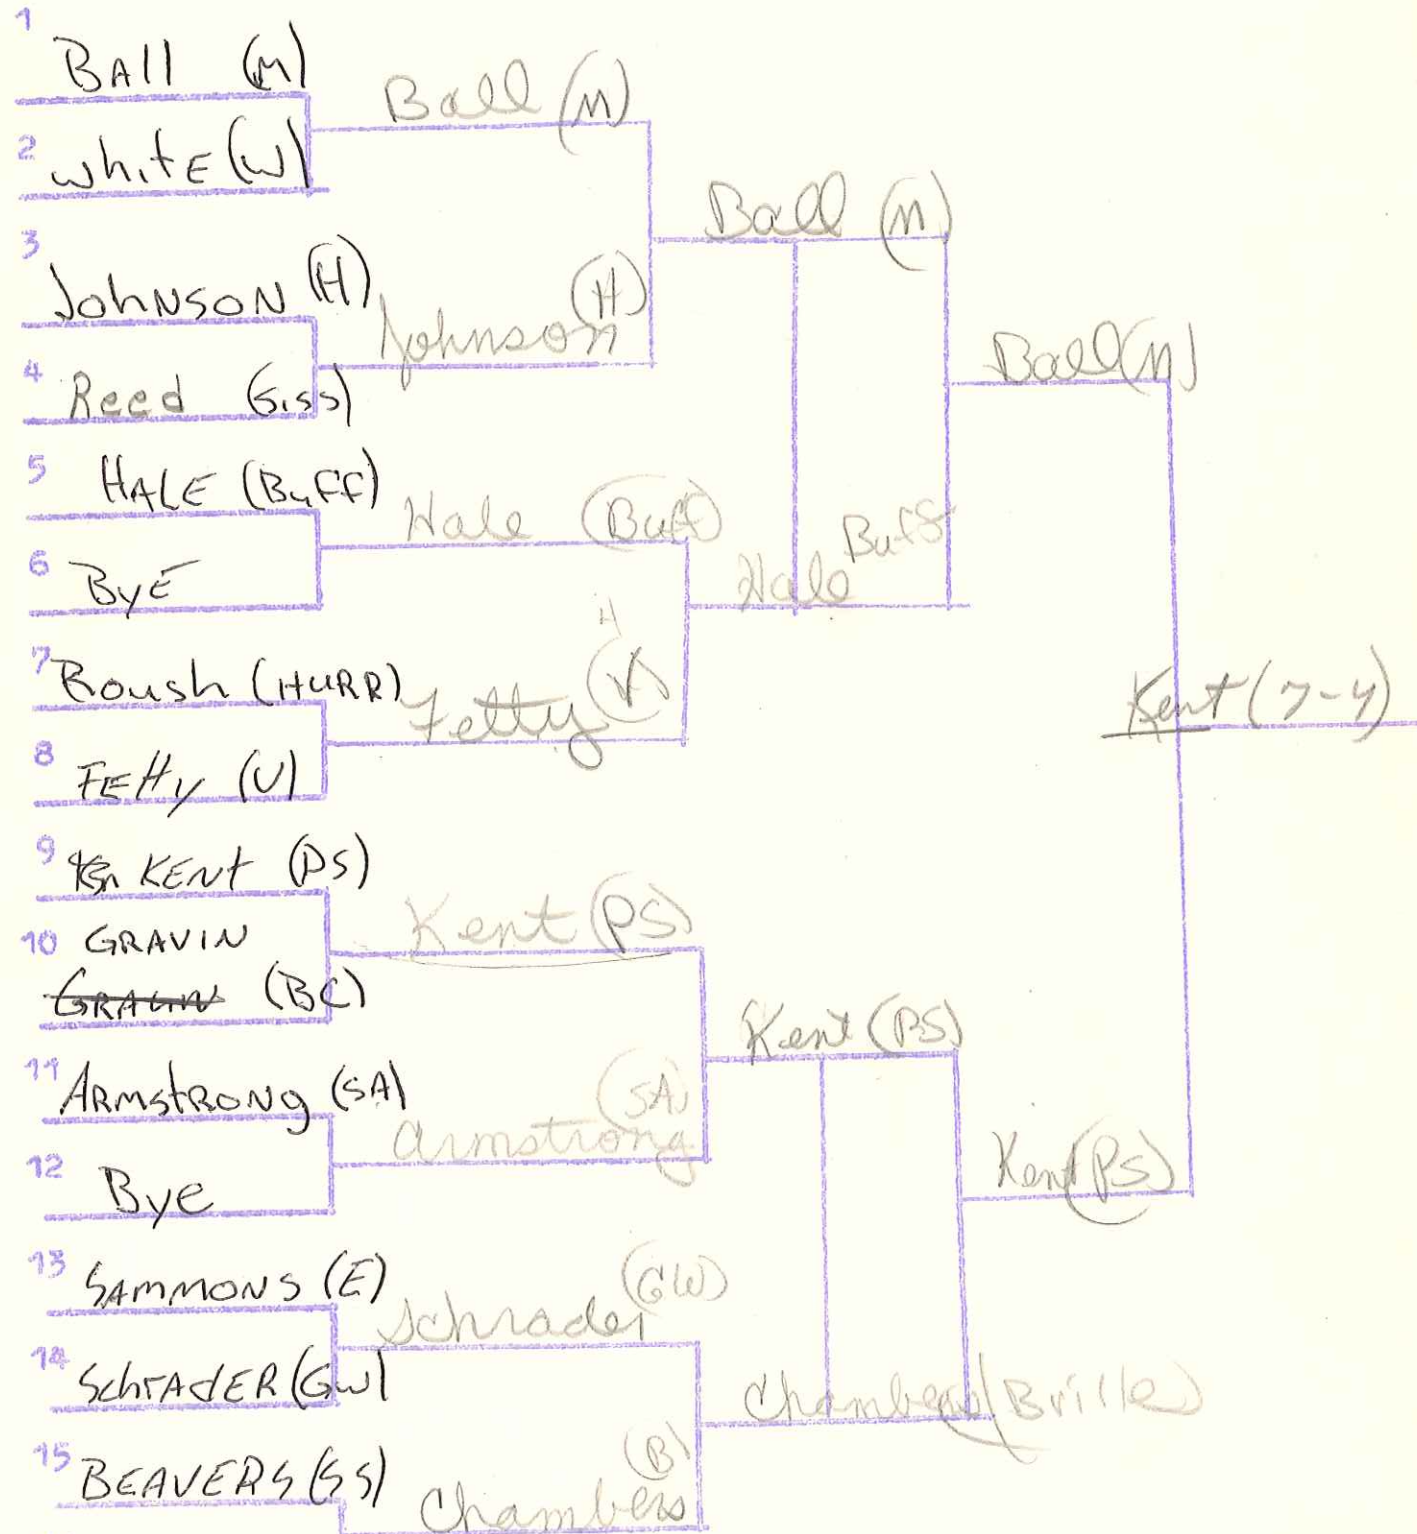 1
BAll (M)
Ball (M)
2
whitE (W)
Ball (M)
3
JohNSON (H)
(H)
Johnson
Ball (M)
4
Reed (Siss)
5
HALE (BuFF)
Hale (Buff)
Buff
6
ByE
Hale
7
Roush (HURR)
Fetty (V)
Kent (7-4)
8
FEtty (V)
9
KENt (PS)
Kent (PS)
10 GRAVIN
(BC)
Kent (PS)
11
ARMStRONg (SA)
(SA)
armstrong
12
Bye
Kent (PS)
13
SAMMONS (E)
(GW)
Schrader
14
SchrAdER (GW)
Chambers (Bville)
15
BEAVERS (SS)
(B)
Chambers